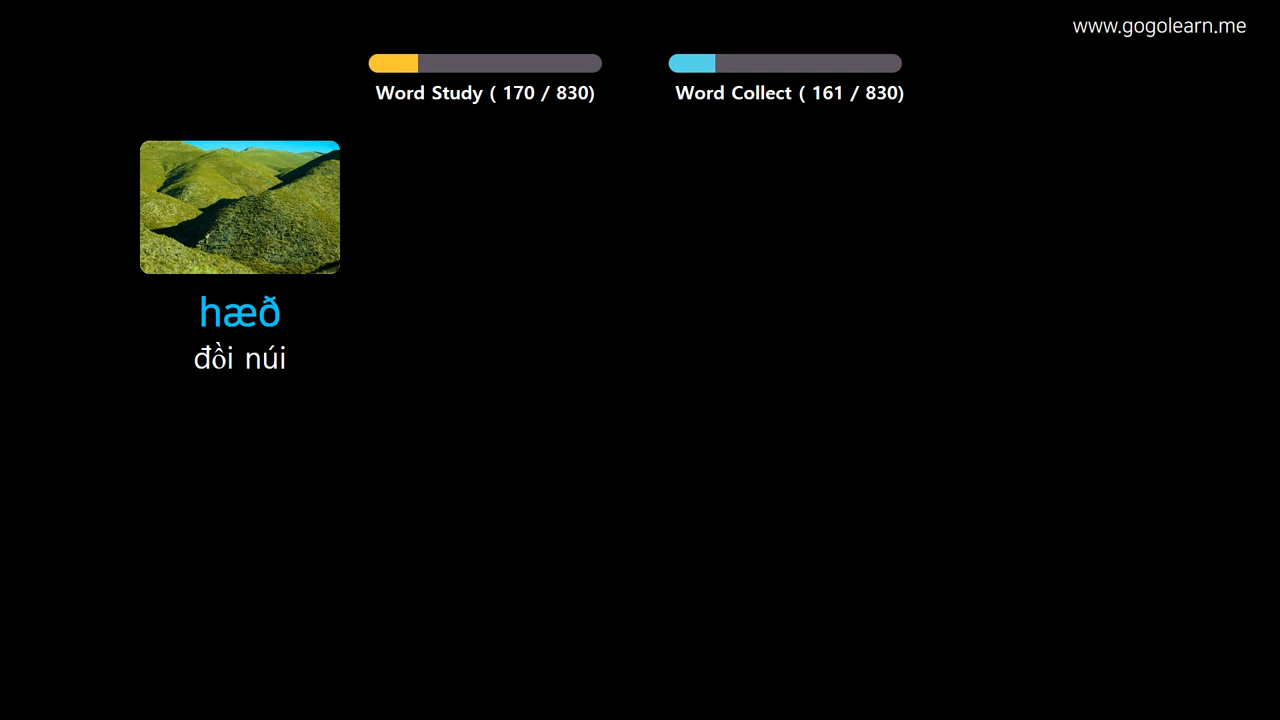 www.gogolearn.me
Word Study ( 170 / 830)
Word Collect ( 161 / 830)
hæð
đồi núi